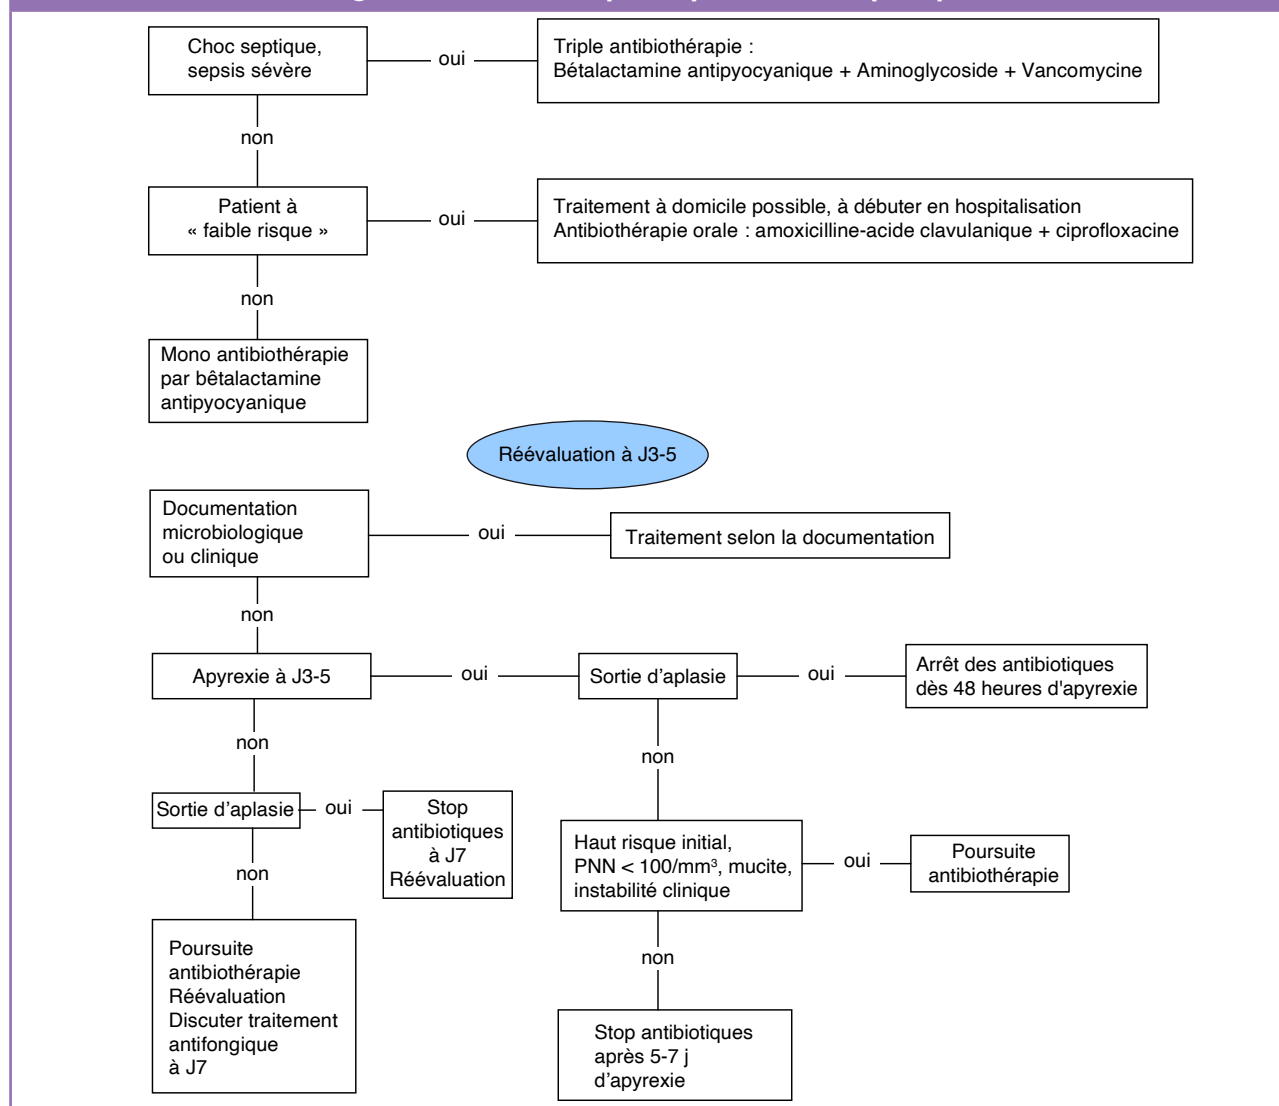 Choc septique,
sepsis sévère
oui
Triple antibiothérapie :
Bétalactamine antipyocyanique + Aminoglycoside + Vancomycine
non
Patient à
« faible risque »
oui
Traitement à domicile possible, à débuter en hospitalisation
Antibiothérapie orale : amoxicilline-acide clavulanique + ciprofloxacine
non
Mono antibiothérapie
par bêtalactamine
antipyocyanique
Réévaluation à J3-5
Documentation
microbiologique
ou clinique
oui
Traitement selon la documentation
non
Apyrexie à J3-5
oui
Sortie d'aplasie
oui
Arrêt des antibiotiques
dès 48 heures d'apyrexie
non
non
Sortie d'aplasie
oui
Stop
antibiotiques
à J7
Réévaluation
Haut risque initial,
PNN < 100/mm³, mucite,
instabilité clinique
oui
Poursuite
antibiothérapie
non
non
Poursuite
antibiothérapie
Réévaluation
Discuter traitement
antifongique
à J7
Stop antibiotiques
après 5-7 j
d'apyrexie